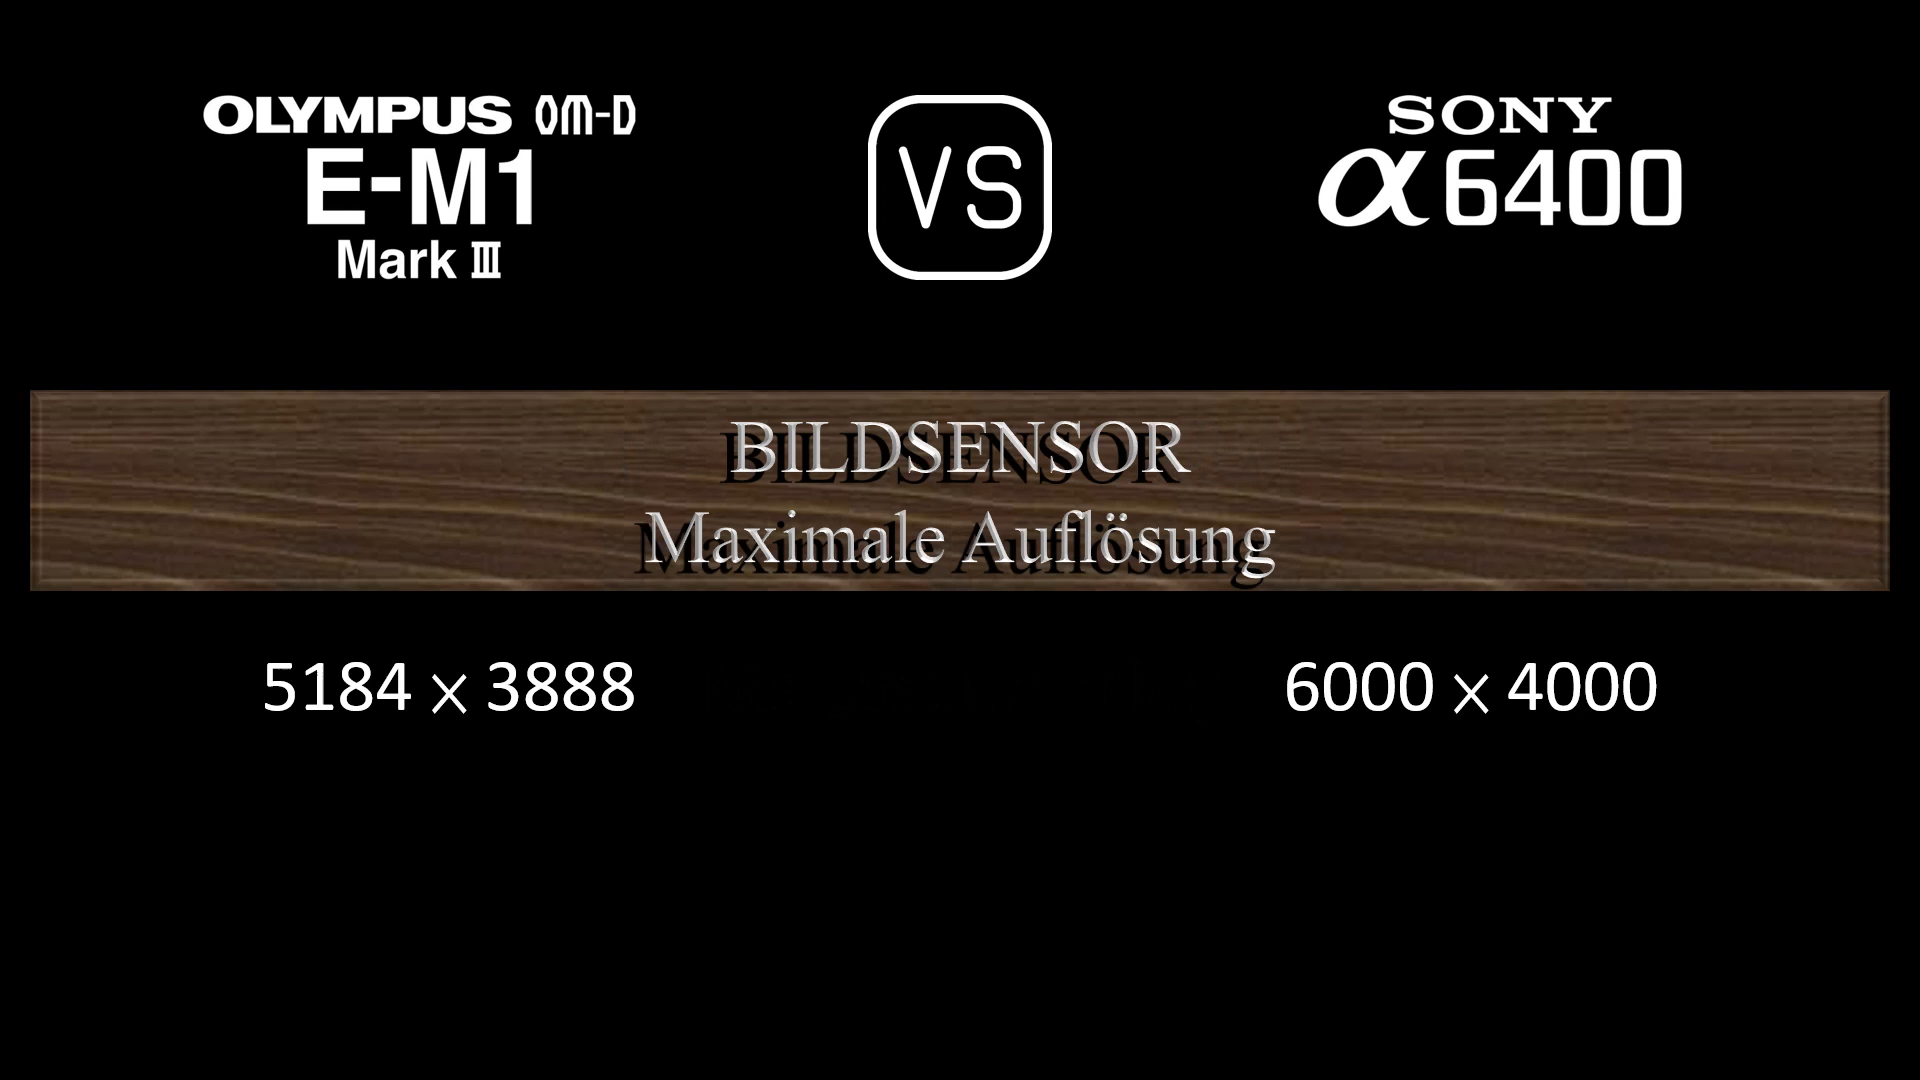 OLYMPUS OM-D
E-M1
Mark III
VS
SONY
α6400
BILDSENSOR
Maximale Auflösung
5184 x 3888
6000 x 4000